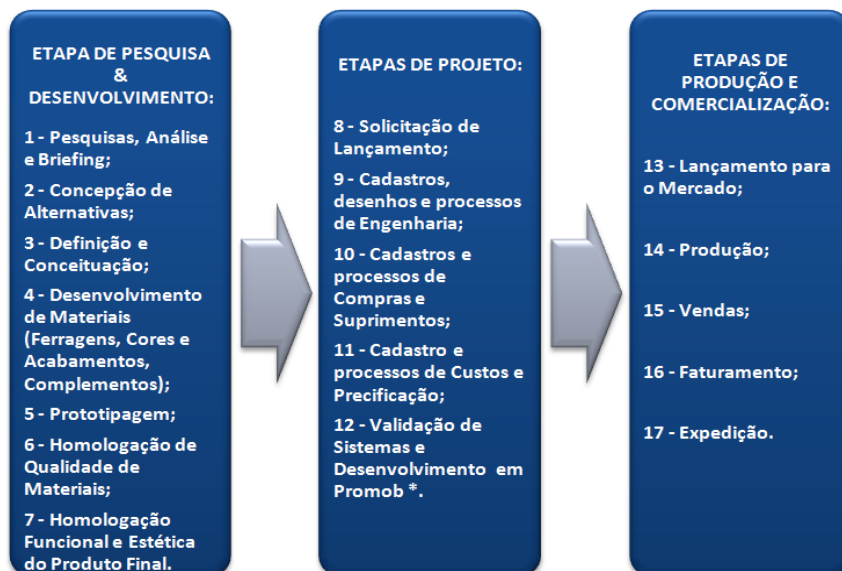 ETAPA DE PESQUISA
&
DESENVOLVIMENTO:
1 - Pesquisas, Análise
e Briefing;
2 - Concepção de
Alternativas;
3 - Definição e
Conceituação;
4 - Desenvolvimento
de Materiais
(Ferragens, Cores e
Acabamentos,
Complementos);
5 - Prototipagem;
6 - Homologação de
Qualidade de
Materiais;
7 - Homologação
Funcional e Estética
do Produto Final.
ETAPAS DE PROJETO:
8 - Solicitação de
Lançamento;
9 - Cadastros,
desenhos e processos
de Engenharia;
10 - Cadastros e
processos de
Compras e
Suprimentos;
11 - Cadastro e
processos de Custos e
Precificação;
12 - Validação de
Sistemas e
Desenvolvimento em
Promob *.
ETAPAS DE
PRODUÇÃO E
COMERCIALIZAÇÃO:
13 - Lançamento para
o Mercado;
14 - Produção;
15 - Vendas;
16 - Faturamento;
17 - Expedição.